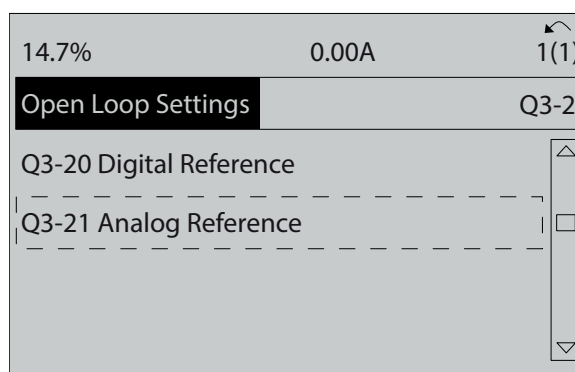 14.7% 0.00A 1(1)
Open Loop Settings Q3-2
Q3-20 Digital Reference
Q3-21 Analog Reference